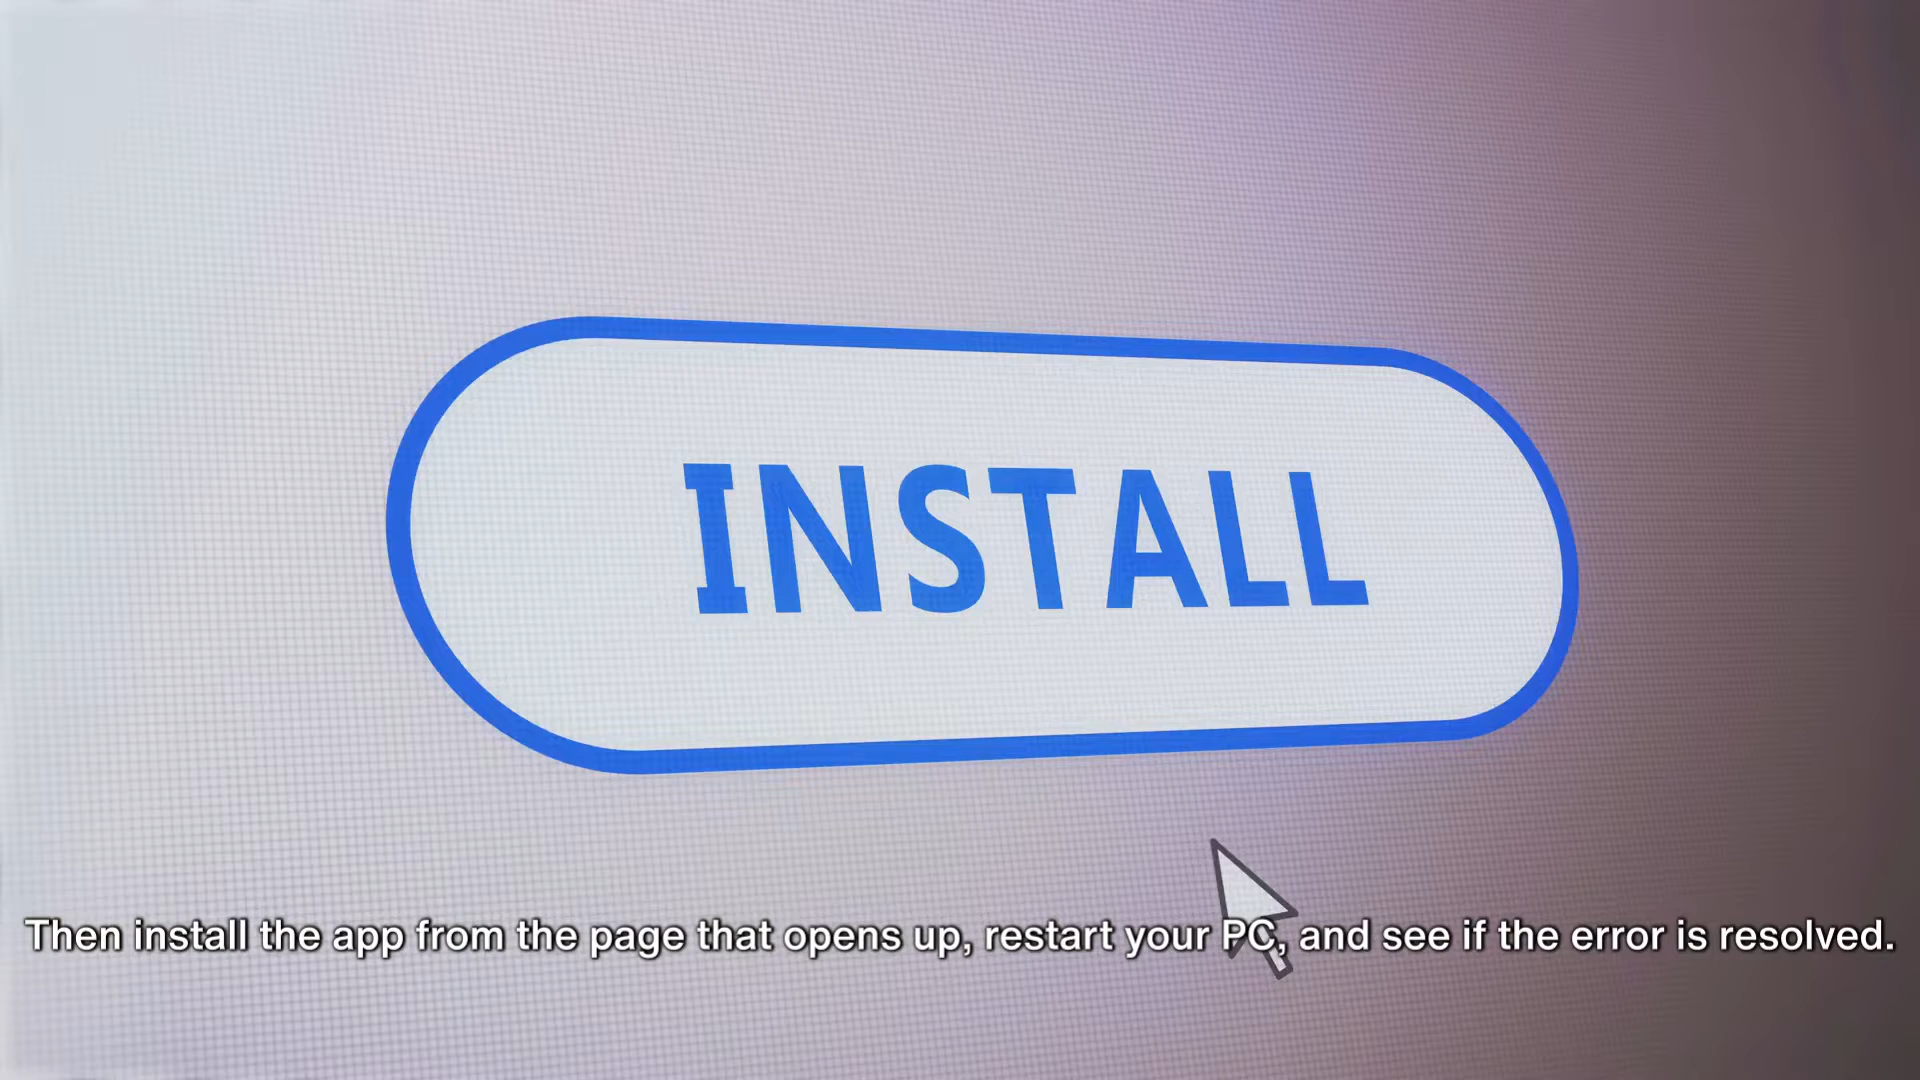 INSTALL
Then install the app from the page that opens up, restart your PC, and see if the error is resolved.